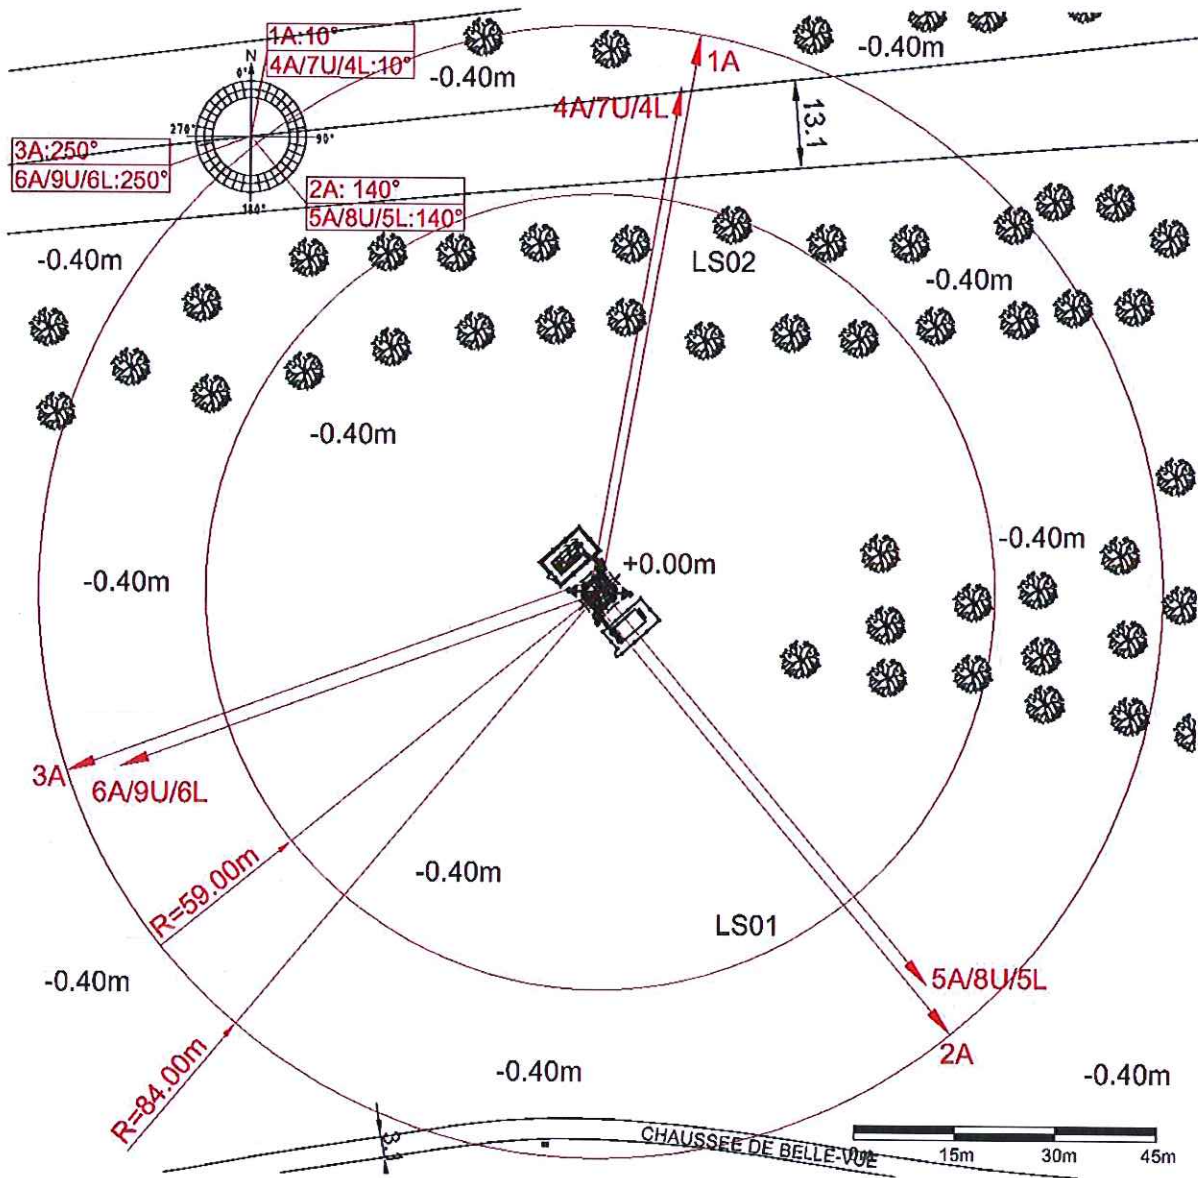 1A:10°
4A/7U/4L:10°
N
0°
270°
90°
180°
3A:250°
6A/9U/6L:250°
2A: 140°
5A/8U/5L:140°
-0.40m
-0.40m
1A
4A/7U/4L
13.1
-0.40m
LS02
-0.40m
-0.40m
+0.00m
-0.40m
-0.40m
3A
6A/9U/6L
R=59.00m
-0.40m
LS01
-0.40m
5A/8U/5L
2A
R=84.00m
-0.40m
-0.40m
3.1
CHAUSSEE DE BELLE-VUE
0m
15m
30m
45m